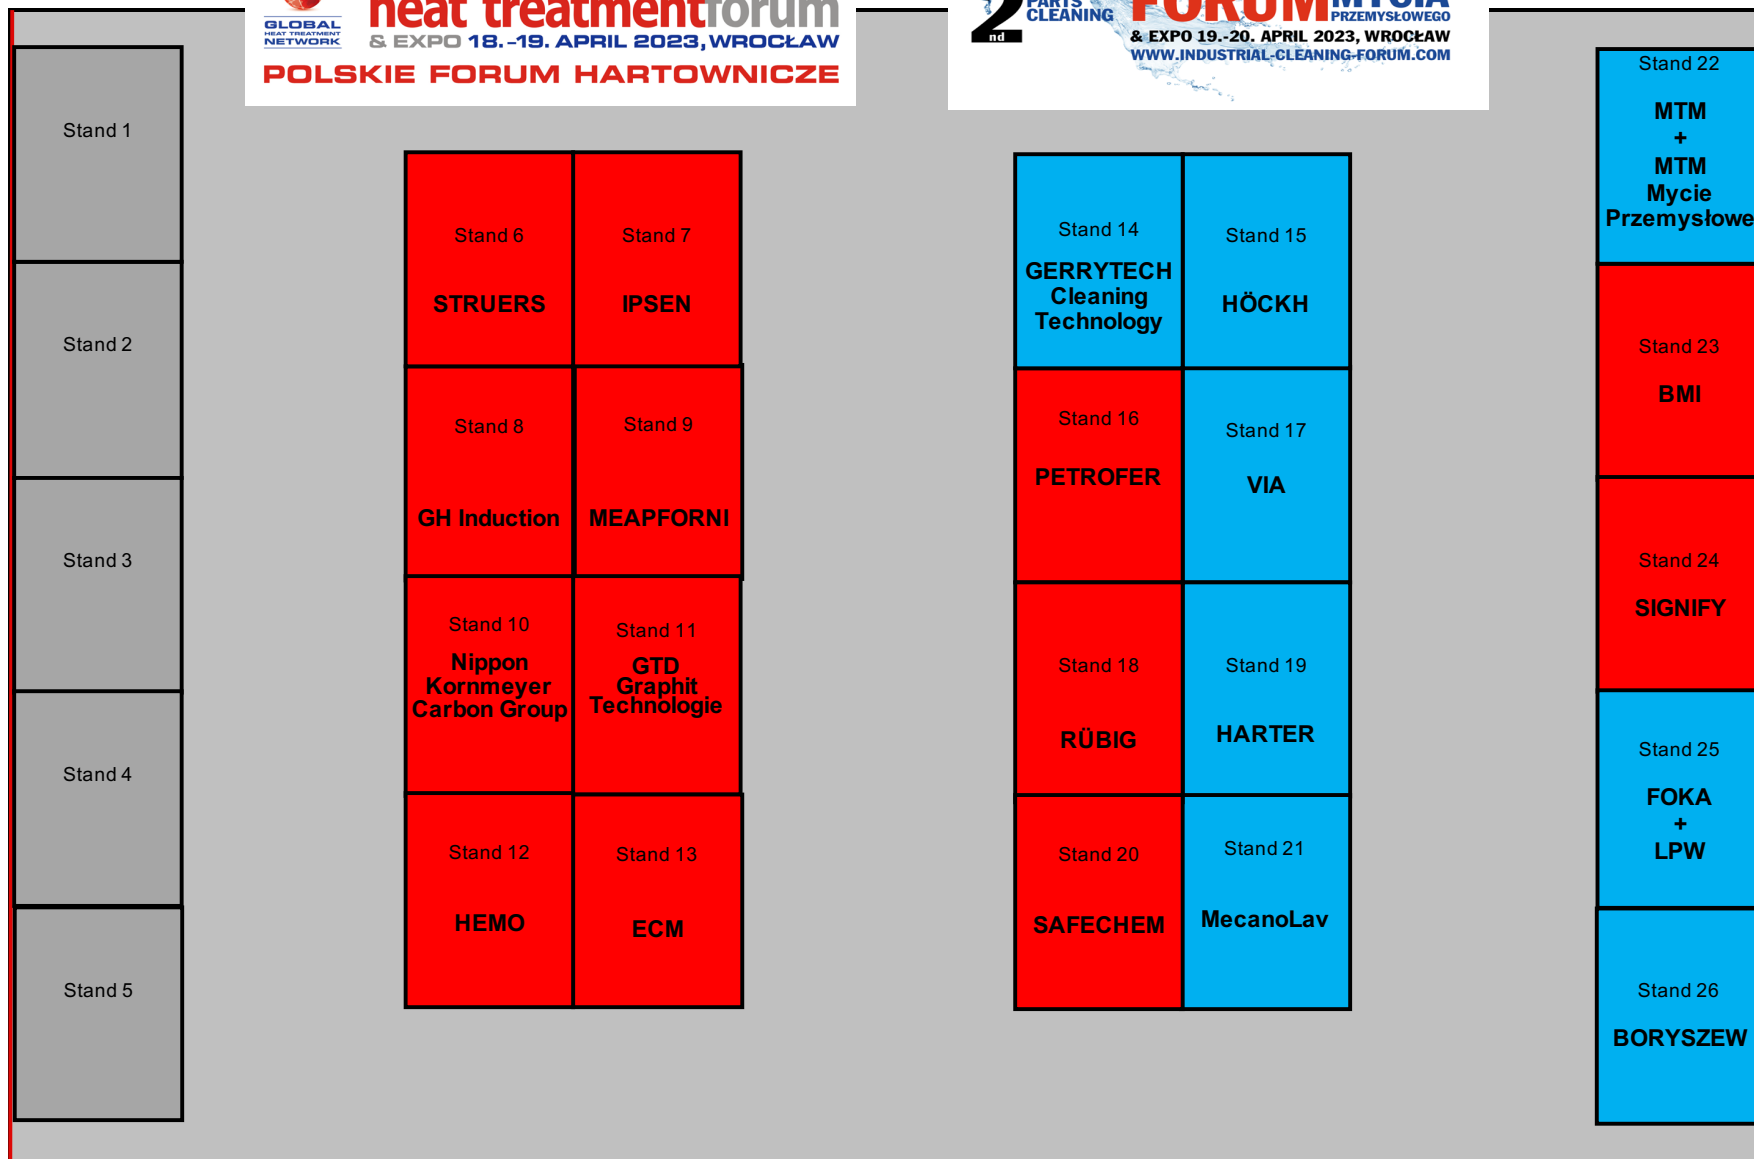 heat treatmentforum
GLOBAL
HEAT TREATMENT
NETWORK
& EXPO 18.-19. APRIL 2023, WROCŁAW
POLSKIE FORUM HARTOWNICZE
2nd
PARTS
CLEANING
FORUM MYCIA
PRZEMYSŁOWEGO
& EXPO 19.-20. APRIL 2023, WROCŁAW
WWW.INDUSTRIAL-CLEANING-FORUM.COM
Stand 1
Stand 2
Stand 3
Stand 4
Stand 5
Stand 6
STRUERS
Stand 7
IPSEN
Stand 8
GH Induction
Stand 9
MEAPFORNI
Stand 10
Nippon
Kornmeyer
Carbon Group
Stand 11
GTD
Graphit
Technologie
Stand 12
HEMO
Stand 13
ECM
Stand 14
GERRYTECH
Cleaning
Technology
Stand 15
HÖCKH
Stand 16
PETROFER
Stand 17
VIA
Stand 18
RÜBIG
Stand 19
HARTER
Stand 20
SAFECHEM
Stand 21
MecanoLav
Stand 22
MTM
+
MTM
Mycie
Przemysłowe
Stand 23
BMI
Stand 24
SIGNIFY
Stand 25
FOKA
+
LPW
Stand 26
BORYSZEW